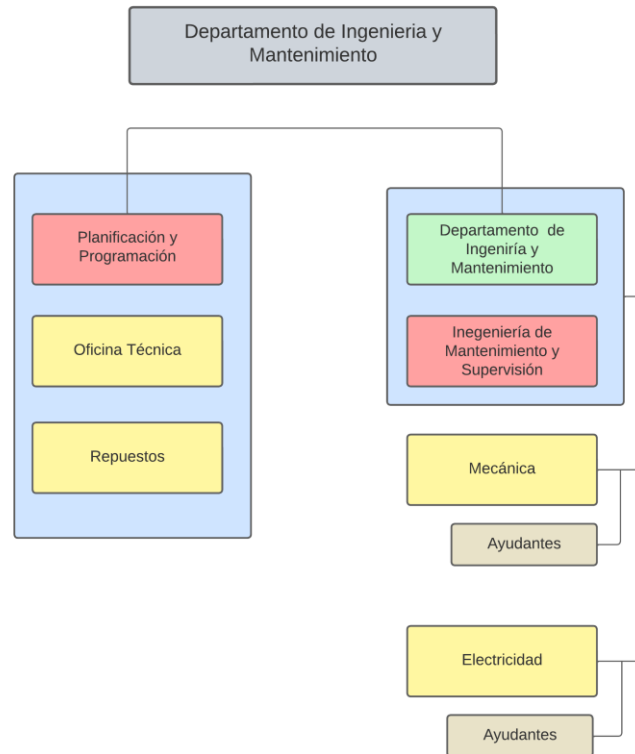 Departamento de Ingenieria y
Mantenimiento
Planificación y
Programación
Oficina Técnica
Repuestos
Departamento de
Ingeniría y
Mantenimiento
Inegeniería de
Mantenimiento y
Supervisión
Mecánica
Ayudantes
Electricidad
Ayudantes